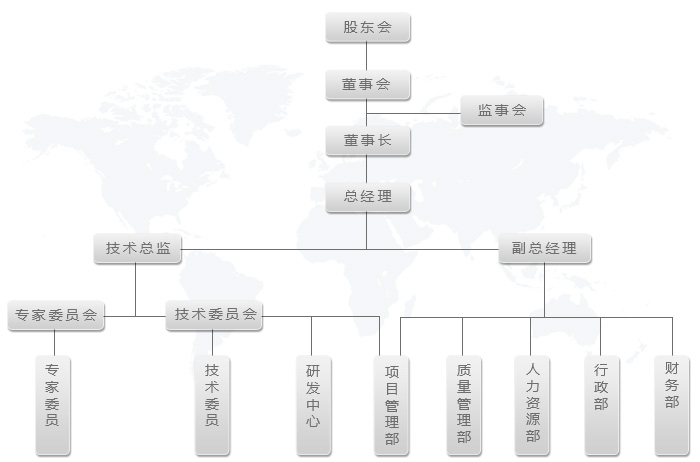 股东会
董事会
监事会
董事长
总经理
技术总监
副总经理
专家委员会
技术委员会
专家委员
技术委员
研发中心
项目管理部
质量管理部
人力资源部
行政部
财务部